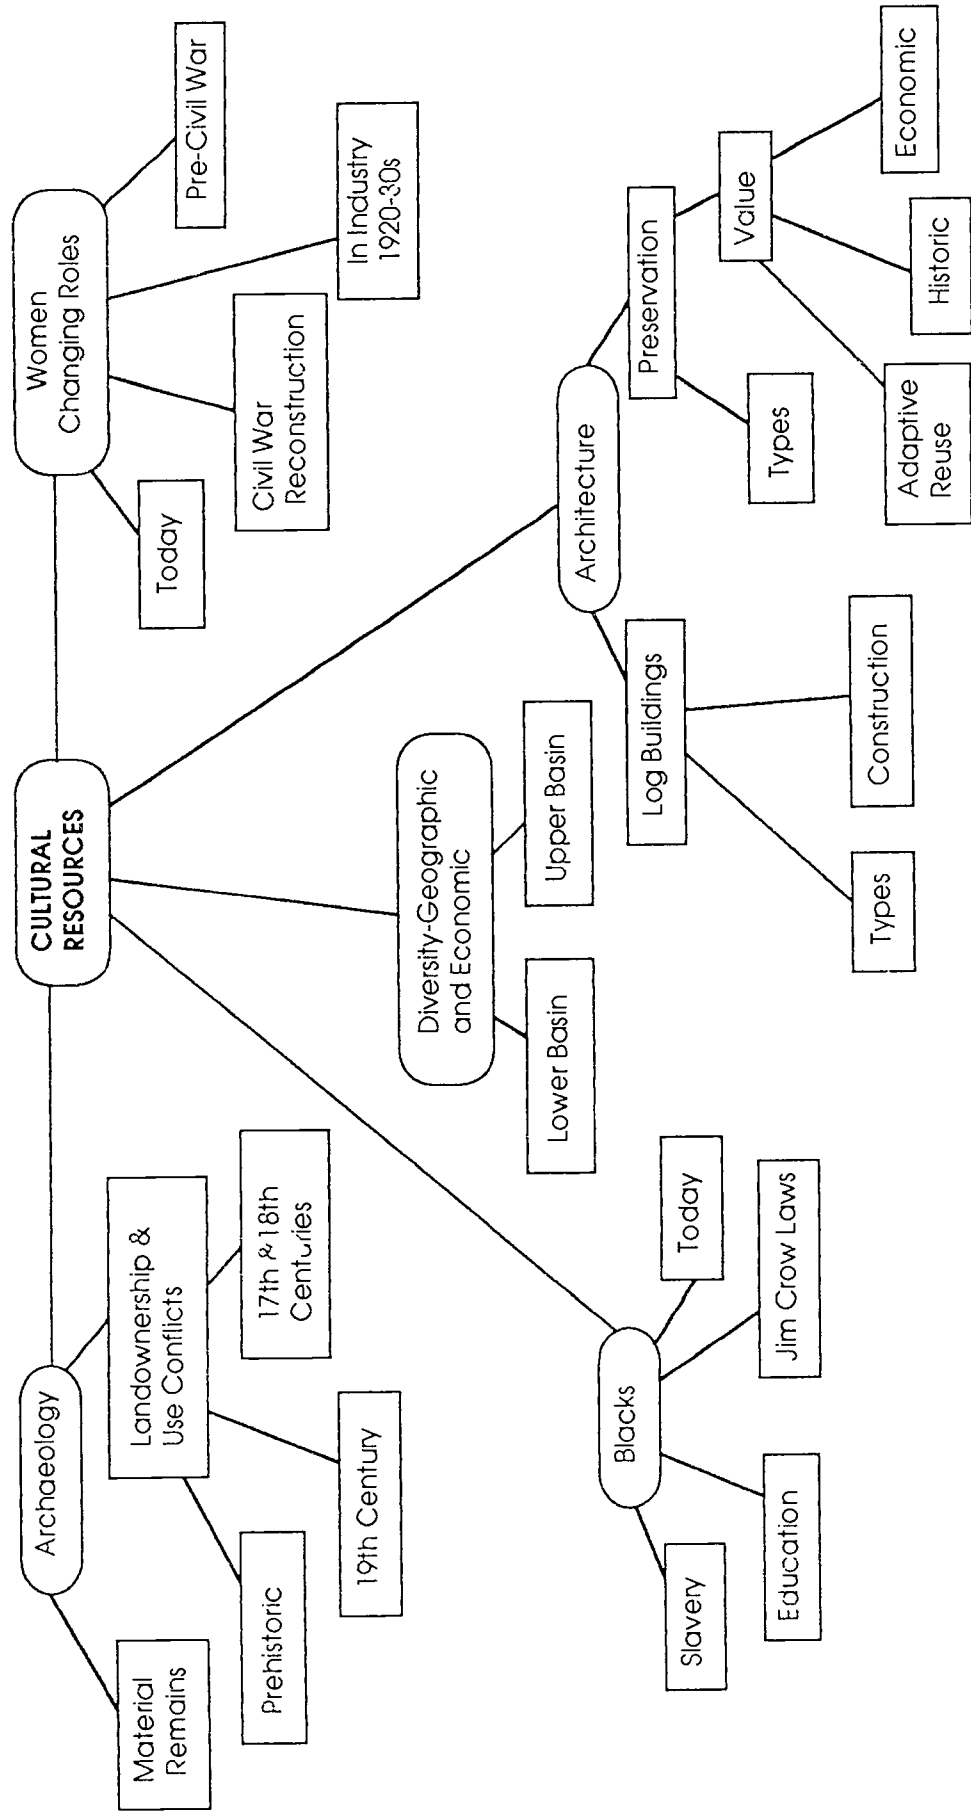 CULTURAL
RESOURCES
Archaeology
Material
Remains
Landownership &
Use Conflicts
Prehistoric
19th Century
17th & 18th
Centuries
Blacks
Slavery
Education
Jim Crow Laws
Today
Diversity-Geographic
and Economic
Lower Basin
Upper Basin
Architecture
Log Buildings
Types
Construction
Preservation
Types
Value
Adaptive
Reuse
Historic
Economic
Women
Changing Roles
Today
Civil War
Reconstruction
In Industry
1920-30s
Pre-Civil War